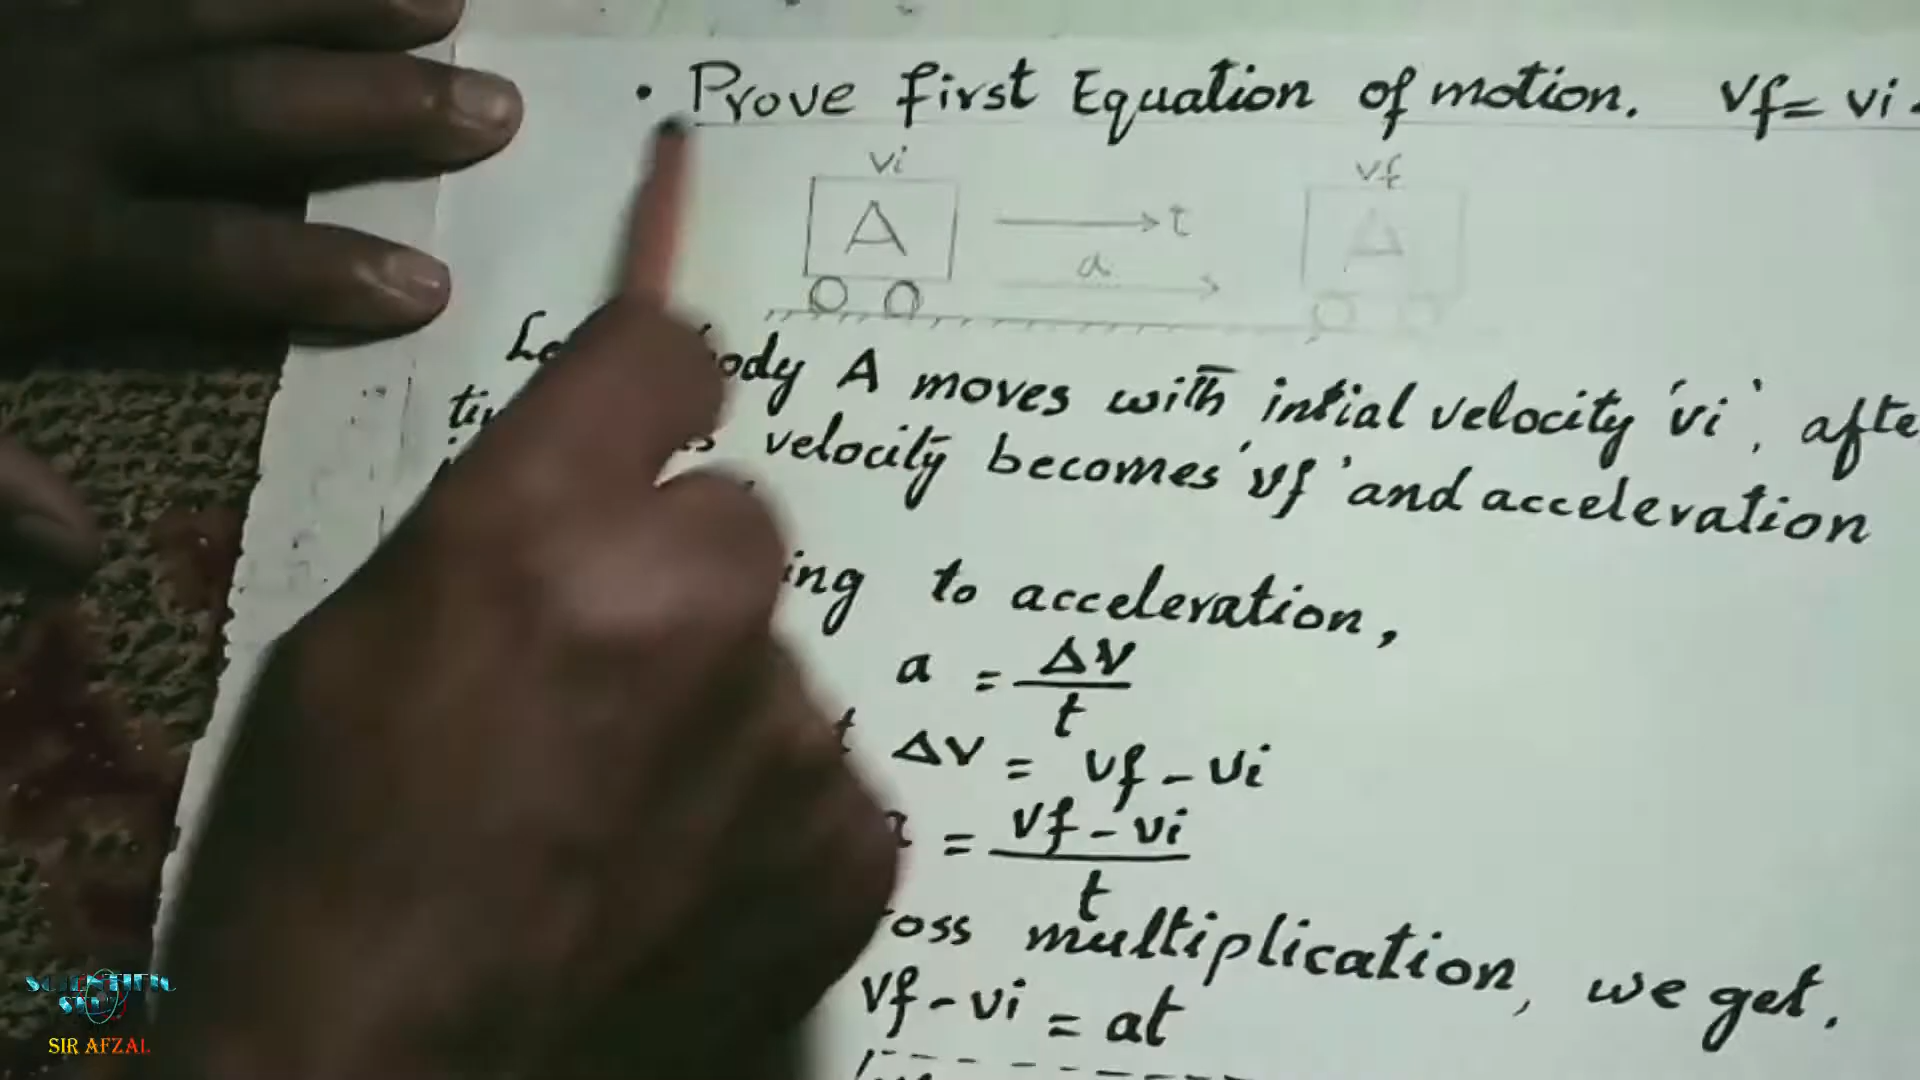 • Prove first Equation of motion. vf = vi
vi
vf
A
t
A
a
body A moves with intial velocity 'vi', afte
velocity becomes 'vf' and acceleration
ing to acceleration,
a = ΔV/t
ΔV = vf - vi
a = vf - vi/t
oss multiplication, we get.
vf - vi = at
SCIENTIFIC
SIR AFZAL